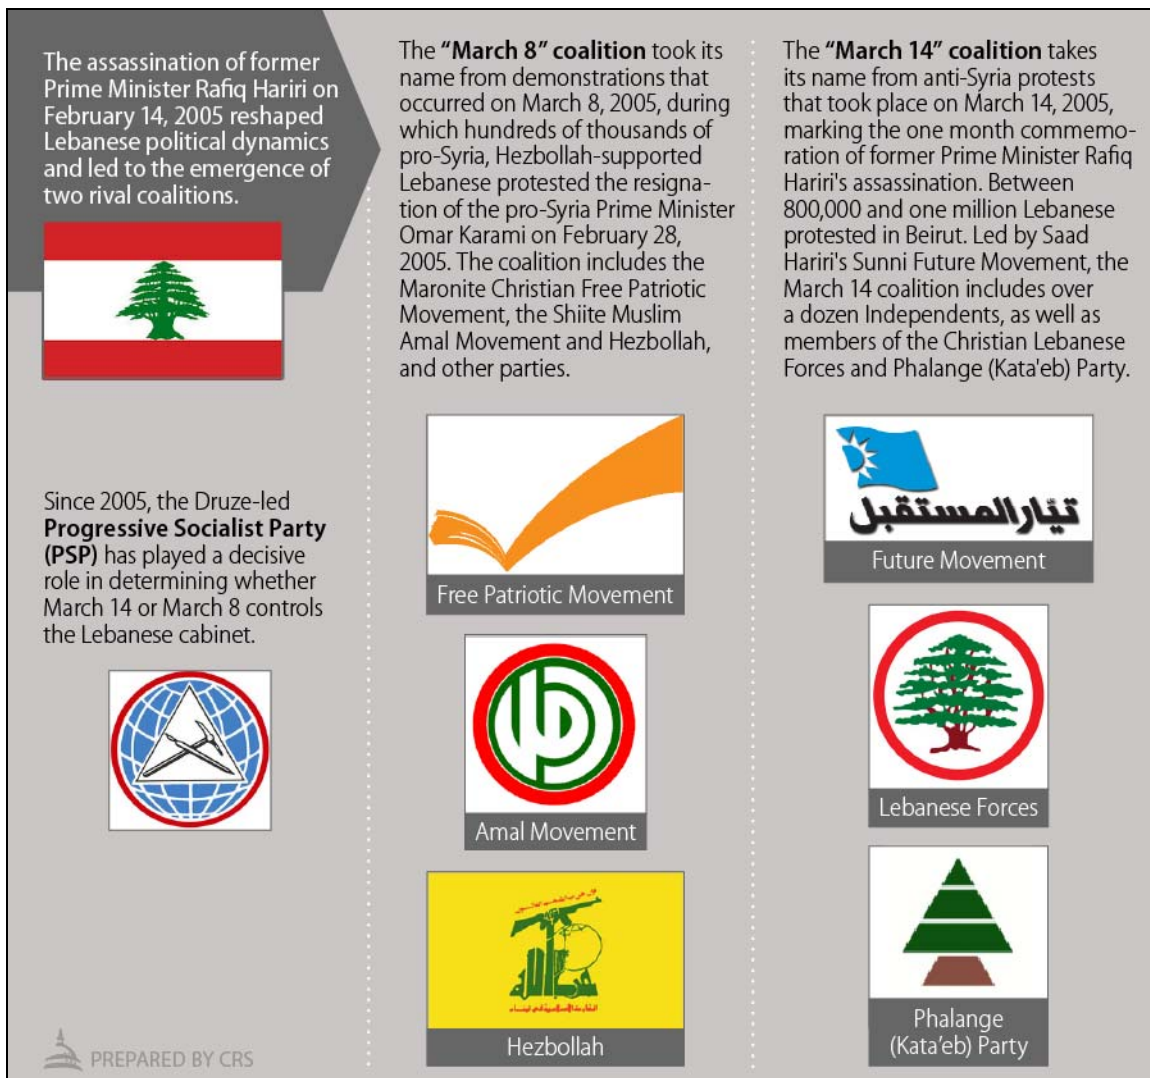 The assassination of former
Prime Minister Rafiq Hariri on
February 14, 2005 reshaped
Lebanese political dynamics
and led to the emergence of
two rival coalitions.
Since 2005, the Druze-led
Progressive Socialist Party
(PSP) has played a decisive
role in determining whether
March 14 or March 8 controls
the Lebanese cabinet.
PREPARED BY CRS
The “March 8” coalition took its
name from demonstrations that
occurred on March 8, 2005, during
which hundreds of thousands of
pro-Syria, Hezbollah-supported
Lebanese protested the resigna-
tion of the pro-Syria Prime Minister
Omar Karami on February 28,
2005. The coalition includes the
Maronite Christian Free Patriotic
Movement, the Shiite Muslim
Amal Movement and Hezbollah,
and other parties.
Free Patriotic Movement
أمل
Amal Movement
حزب الله
المقاومة الإسلامية في لبنان
Hezbollah
The “March 14” coalition takes
its name from anti-Syria protests
that took place on March 14, 2005,
marking the one month commemo-
ration of former Prime Minister Rafiq
Hariri's assassination. Between
800,000 and one million Lebanese
protested in Beirut. Led by Saad
Hariri's Sunni Future Movement, the
March 14 coalition includes over
a dozen Independents, as well as
members of the Christian Lebanese
Forces and Phalange (Kata'eb) Party.
تيّار المستقبل
Future Movement
Lebanese Forces
Phalange
(Kata’eb) Party